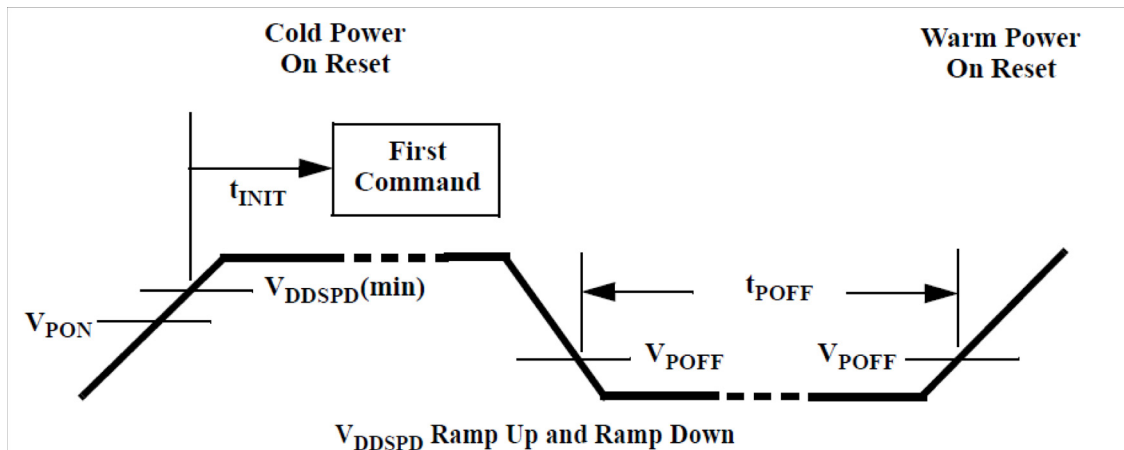 Cold Power
On Reset
Warm Power
On Reset
First
Command
tINIT
VDDSPD(min)
VPON
tPOFF
VPOFF
VPOFF
VDDSPD Ramp Up and Ramp Down